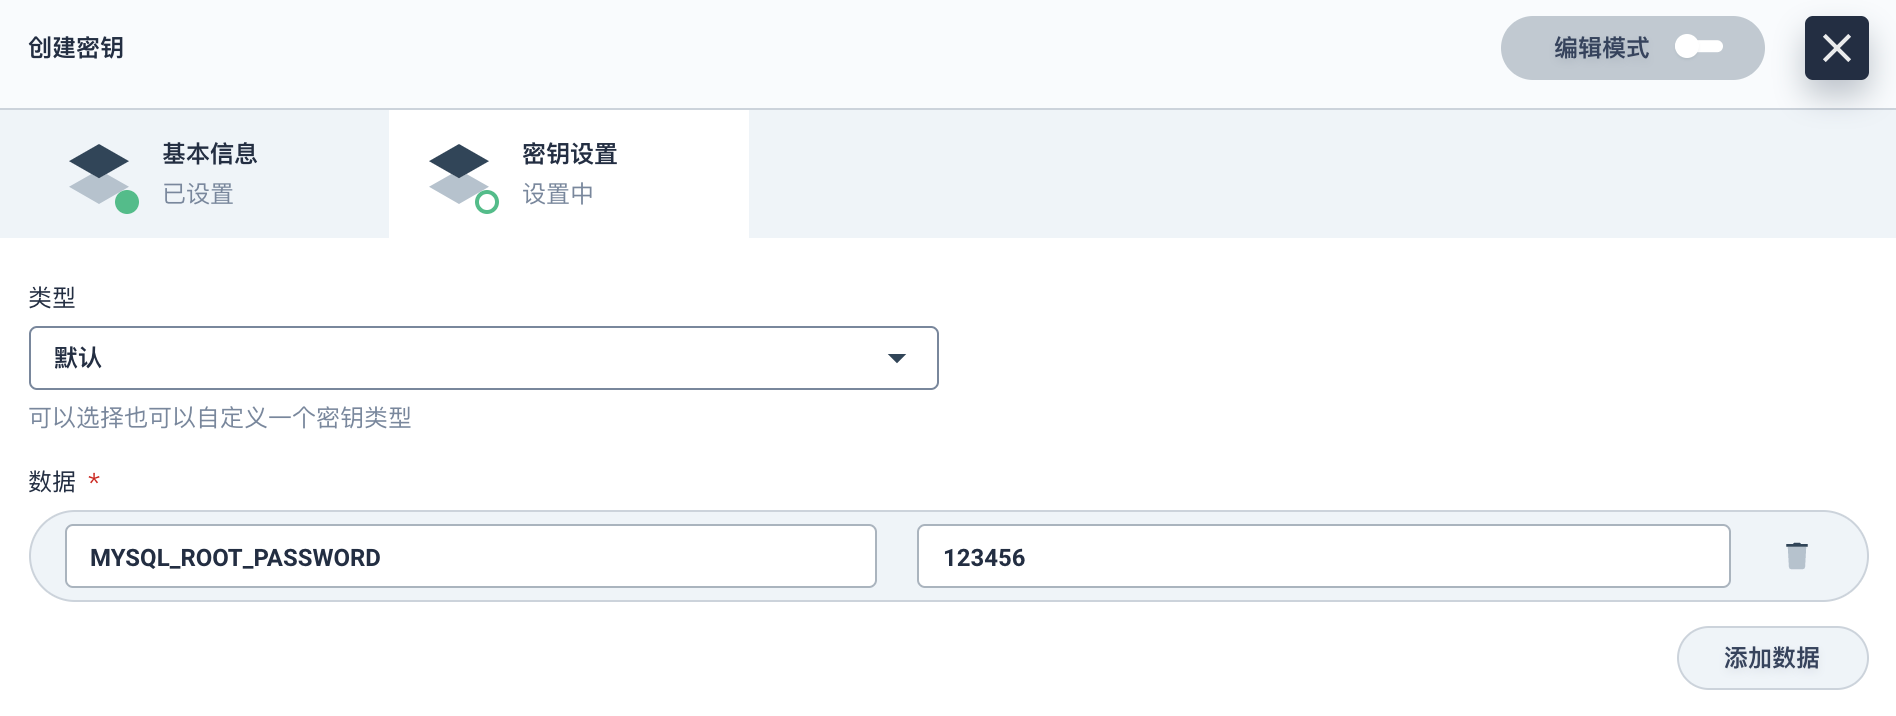 创建密钥
编辑模式
基本信息
已设置
密钥设置
设置中
类型
默认
可以选择也可以自定义一个密钥类型
数据 *
MYSQL_ROOT_PASSWORD
123456
添加数据